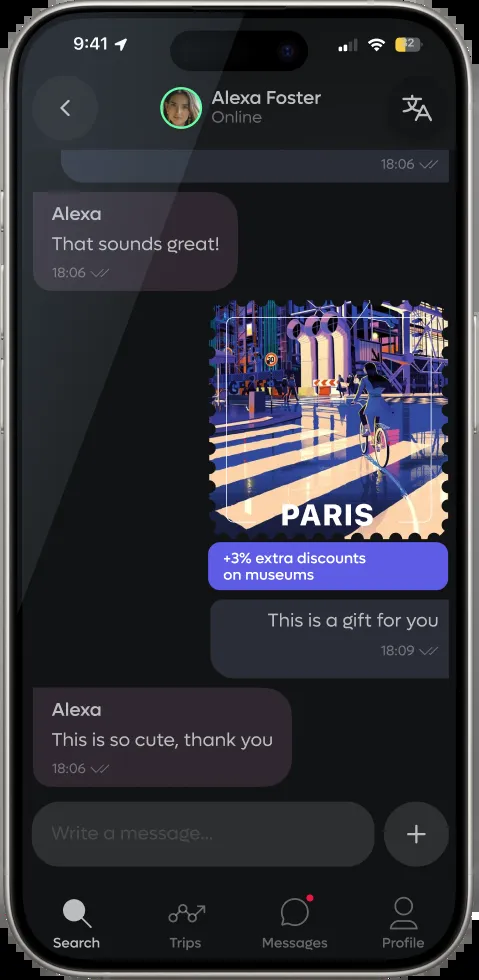 9:41
32
Alexa Foster
Online
18:06
Alexa
That sounds great!
18:06
PARIS
+3% extra discounts
on museums
This is a gift for you
18:09
Alexa
This is so cute, thank you
18:06
Write a message...
Search
Trips
Messages
Profile